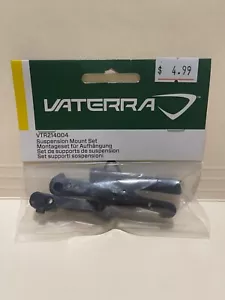 $ 4.99
VATERRA
VTR214004
Suspension Mount Set
Montageset für Aufhängung
Set de supports de suspension
Set supporti sospensioni